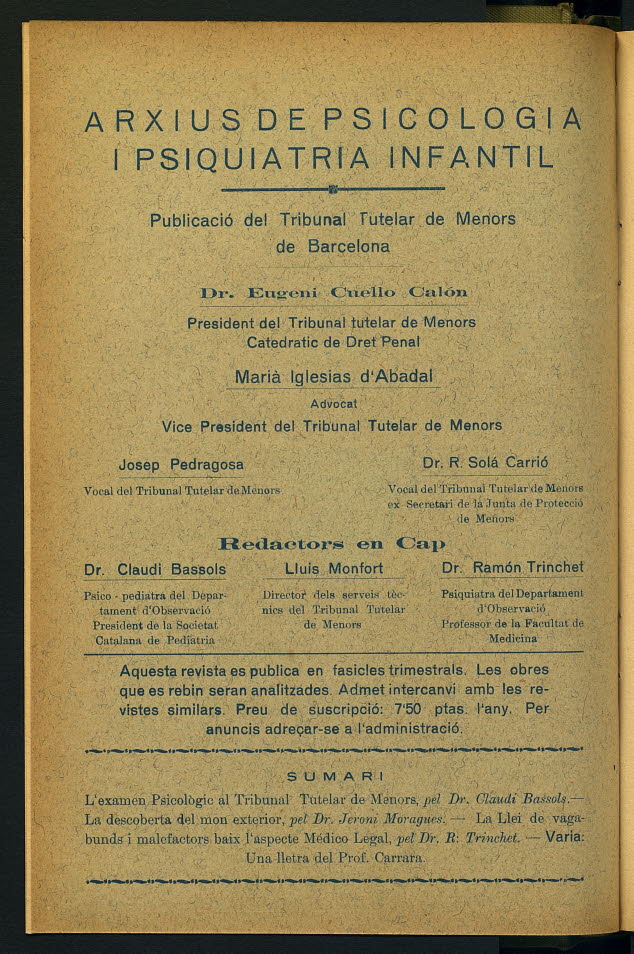 ARXIUS DE PSICOLOGIA
I PSIQUIATRIA INFANTIL
Publicació del Tribunal Tutelar de Menors
de Barcelona
Dr. Eugeni Cuello Calón
President del Tribunal tutelar de Menors
Catedratic de Dret Penal
Marià Iglesias d'Abadal
Advocat
Vice President del Tribunal Tutelar de Menors
Josep Pedragosa
Vocal del Tribunal Tutelar de Menors
Dr. R. Solá Carrió
Vocal del Tribunal Tutelar de Menors
ex Secretari de la Junta de Protecció
de Menors
Redactors en Cap
Dr. Claudi Bassols
Psico-pediatra del Depar-
tament d'Observació
President de la Societat
Catalana de Pediatria
Lluis Monfort
Director dels serveis tèc-
nics del Tribunal Tutelar
de Menors
Dr. Ramón Trinchet
Psiquiatra del Departament
d'Observació
Professor de la Facultat de
Medicina
Aquesta revista es publica en fasicles trimestrals. Les obres
que es rebin seran analitzades. Admet intercanvi amb les re-
vistes similars. Preu de suscripció: 7'50 ptas. l'any. Per
anuncis adreçar-se a l'administració.
SUMARI
L'examen Psicològic al Tribunal Tutelar de Menors, pel Dr. Claudi Bassols.—
La descoberta del mon exterior, pel Dr. Jeroni Moragues. — La Llei de vaga-
bunds i malefactors baix l'aspecte Médico Legal, pel Dr. R: Trinchet. — Varia:
Una lletra del Prof. Carrara.